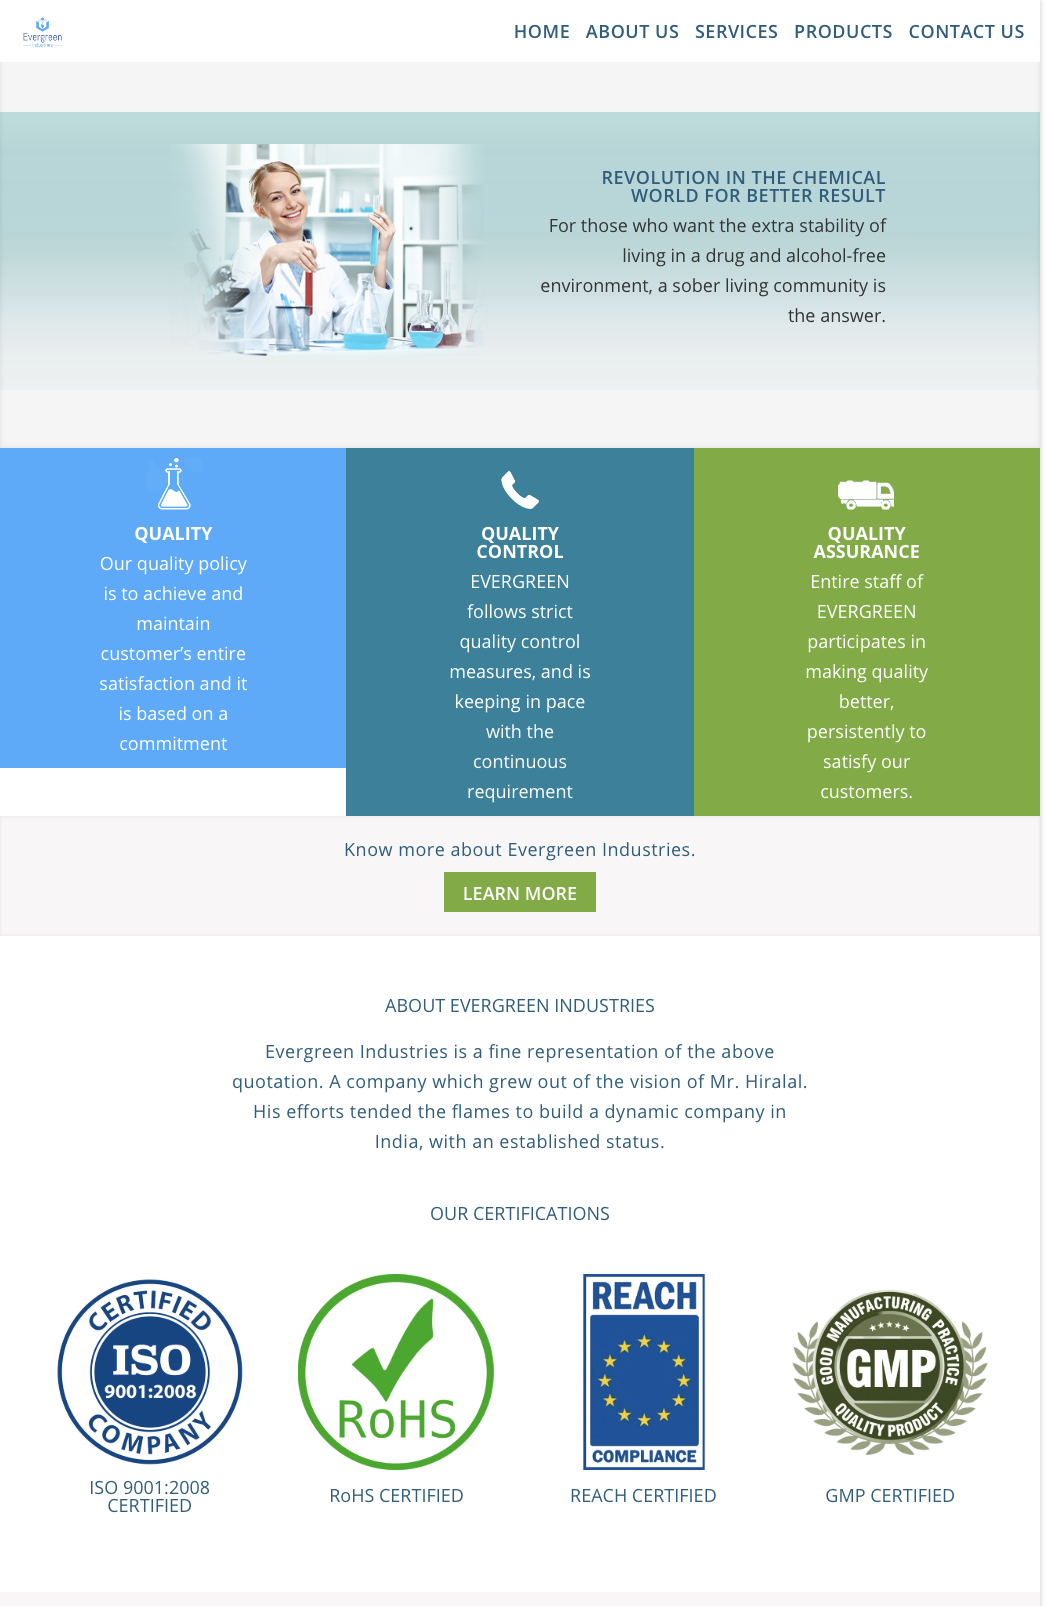 Evergreen
HOME ABOUT US SERVICES PRODUCTS CONTACT US
REVOLUTION IN THE CHEMICAL
WORLD FOR BETTER RESULT
For those who want the extra stability of
living in a drug and alcohol-free
environment, a sober living community is
the answer.
QUALITY
Our quality policy
is to achieve and
maintain
customer’s entire
satisfaction and it
is based on a
commitment
QUALITY
CONTROL
EVERGREEN
follows strict
quality control
measures, and is
keeping in pace
with the
continuous
requirement
QUALITY
ASSURANCE
Entire staff of
EVERGREEN
participates in
making quality
better,
persistently to
satisfy our
customers.
Know more about Evergreen Industries.
LEARN MORE
ABOUT EVERGREEN INDUSTRIES
Evergreen Industries is a fine representation of the above
quotation. A company which grew out of the vision of Mr. Hiralal.
His efforts tended the flames to build a dynamic company in
India, with an established status.
OUR CERTIFICATIONS
CERTIFIED
ISO
9001:2008
COMPANY
ISO 9001:2008
CERTIFIED
RoHS
RoHS CERTIFIED
REACH
COMPLIANCE
REACH CERTIFIED
GOOD MANUFACTURING PRACTICE
GMP
QUALITY PRODUCT
GMP CERTIFIED